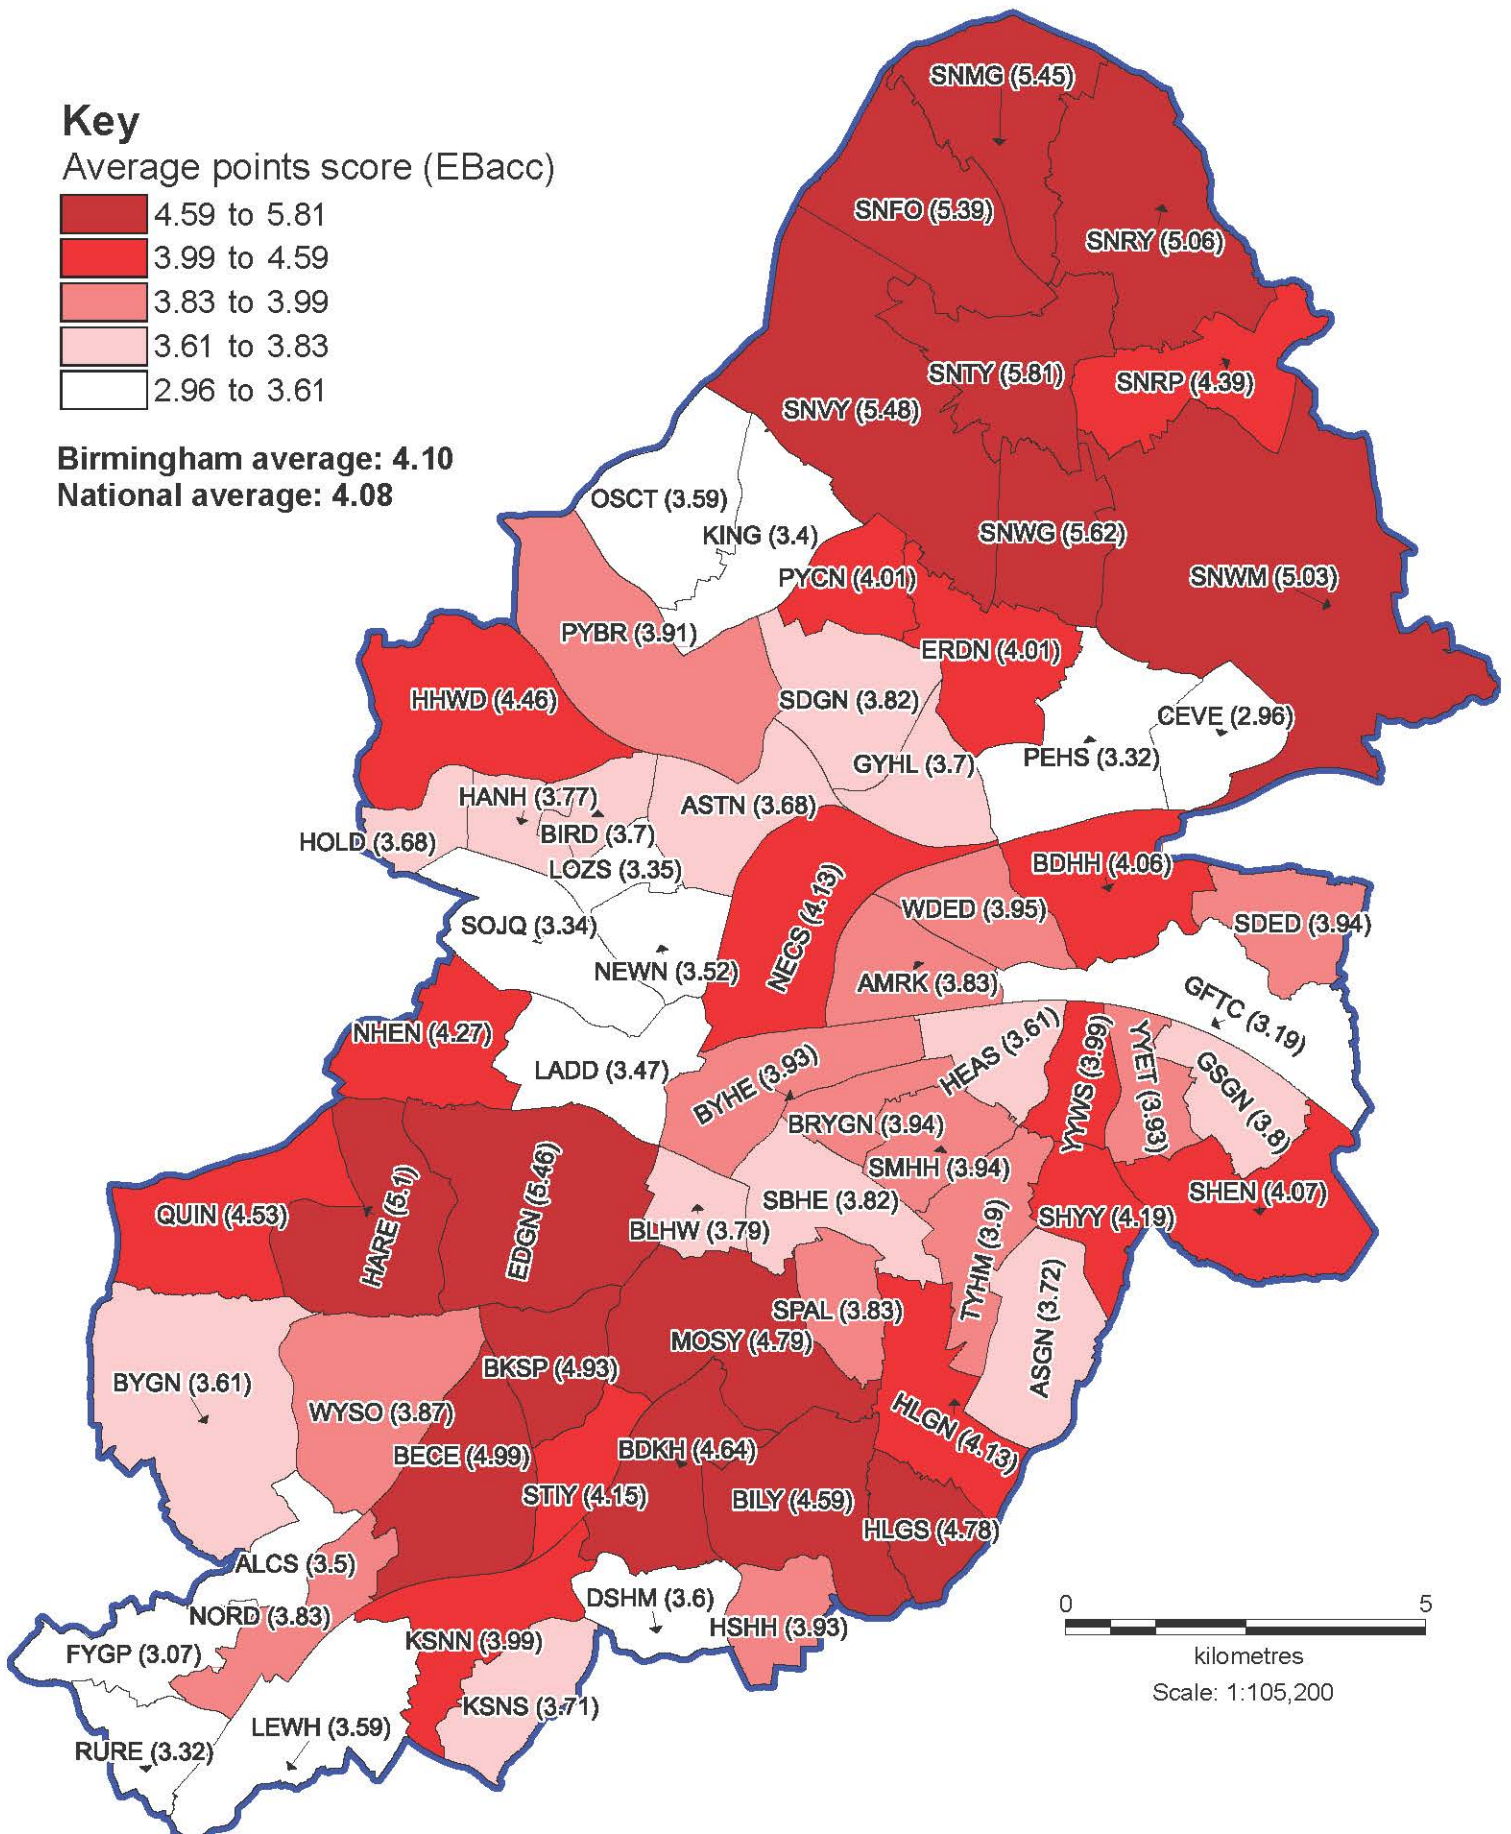 Key
Average points score (EBacc)
4.59 to 5.81
3.99 to 4.59
3.83 to 3.99
3.61 to 3.83
2.96 to 3.61
Birmingham average: 4.10
National average: 4.08
SNMG (5.45)
SNFO (5.39)
SNRY (5.06)
SNTY (5.81)
SNRP (4.39)
SNVY (5.48)
OSCT (3.59)
KING (3.4)
SNWG (5.62)
PYCN (4.01)
SNWM (5.03)
PYBR (3.91)
ERDN (4.01)
HHWD (4.46)
SDGN (3.82)
CEVE (2.96)
GYHL (3.7)
PEHS (3.32)
HANH (3.77)
ASTN (3.68)
BIRD (3.7)
HOLD (3.68)
LOZS (3.35)
BDHH (4.06)
NECS (4.13)
WDED (3.95)
SDED (3.94)
SOJQ (3.34)
NEWN (3.52)
AMRK (3.83)
GFTC (3.19)
NHEN (4.27)
LADD (3.47)
HEAS (3.61)
YYWS (3.99)
YYET (3.93)
GSGN (3.8)
BYHE (3.93)
BRYGN (3.94)
SMHH (3.94)
SBHE (3.82)
SHEN (4.07)
QUIN (4.53)
HARE (5.1)
EDGN (5.46)
BLHW (3.79)
SHYY (4.19)
TYHM (3.9)
SPAL (3.83)
MOSY (4.79)
ASGN (3.72)
BYGN (3.61)
BKSP (4.93)
WYSO (3.87)
HLGN (4.13)
BECE (4.99)
BDKH (4.64)
STIY (4.15)
BILY (4.59)
HLGS (4.78)
ALCS (3.5)
DSHM (3.6)
NORD (3.83)
HSHH (3.93)
FYGP (3.07)
KSNN (3.99)
KSNS (3.71)
LEWH (3.59)
RURE (3.32)
0 5
kilometres
Scale: 1:105,200